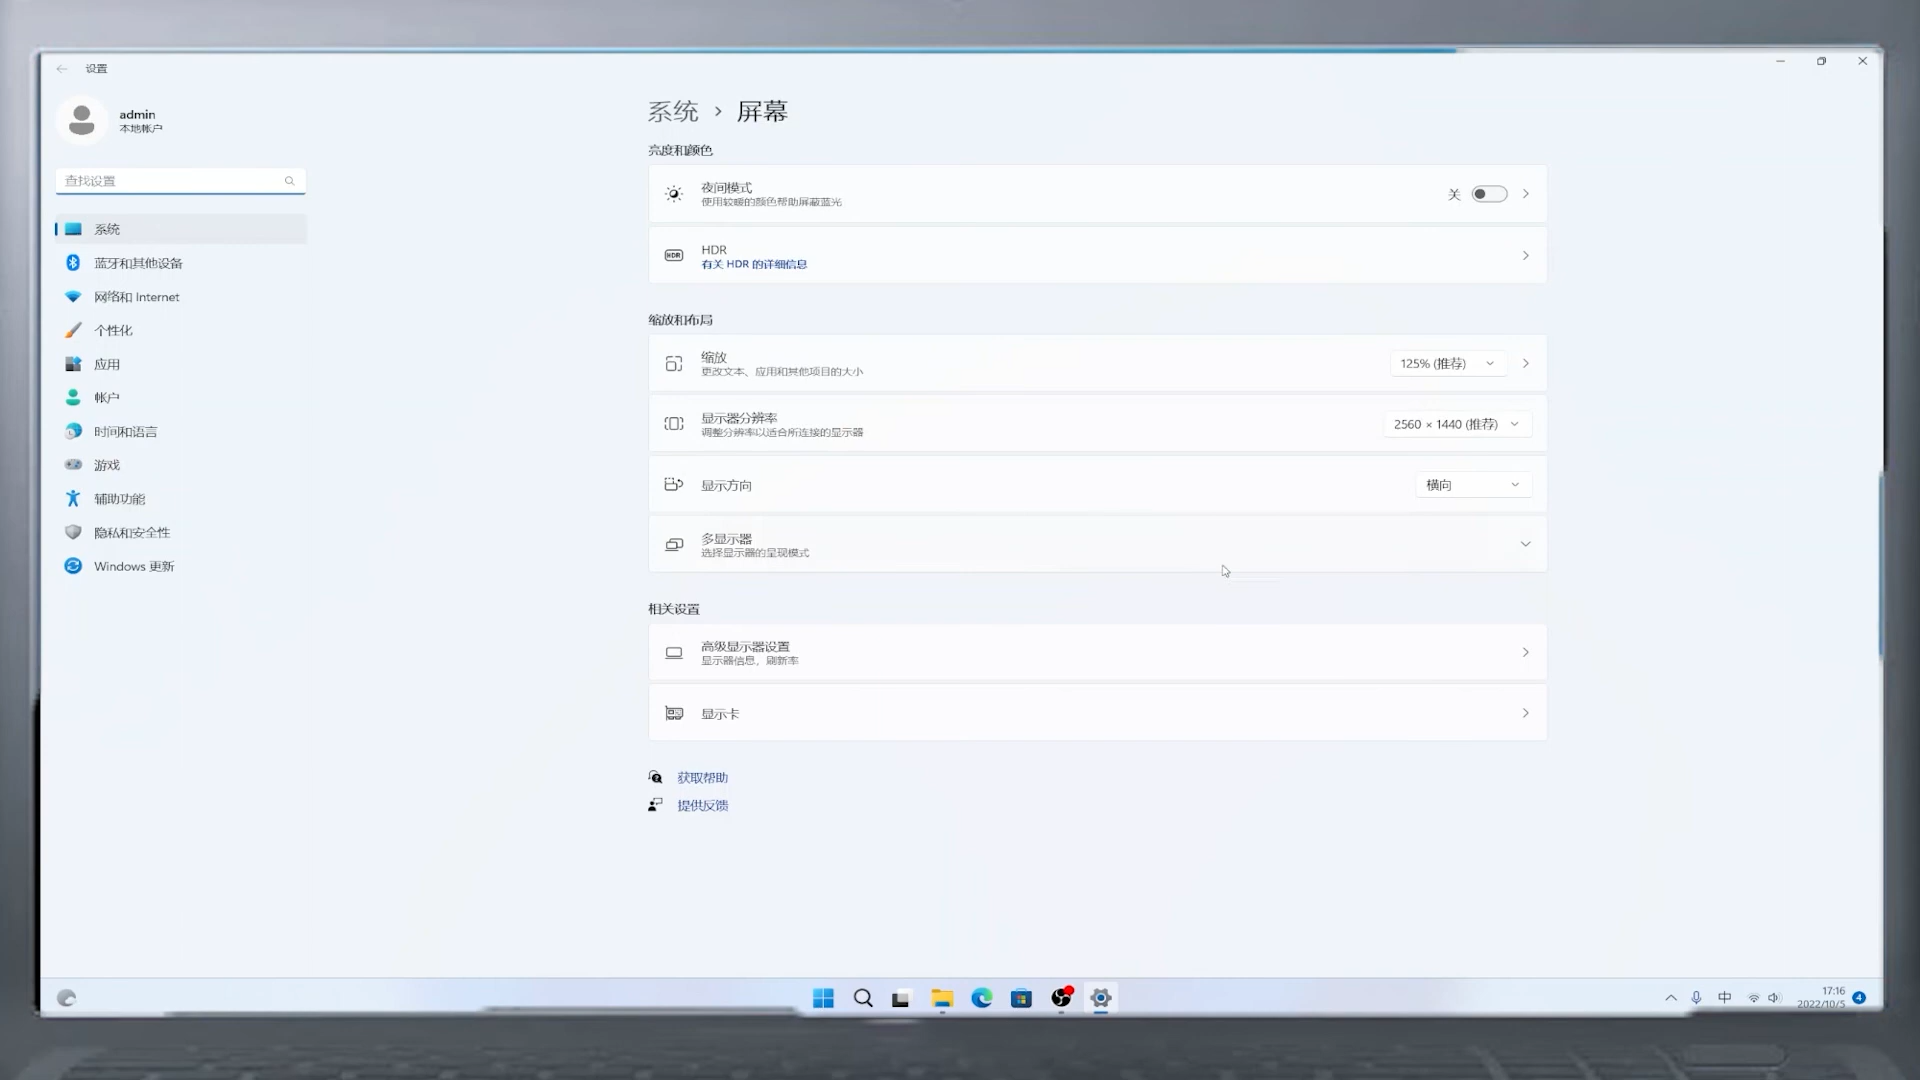 设置
admin
本地帐户
查找设置
系统
蓝牙和其他设备
网络和 Internet
个性化
应用
帐户
时间和语言
游戏
辅助功能
隐私和安全性
Windows 更新
系统 › 屏幕
亮度和颜色
夜间模式
使用较暖的颜色帮助屏蔽蓝光
关
HDR
HDR
有关 HDR 的详细信息
缩放和布局
缩放
更改文本、应用和其他项目的大小
125% (推荐)
显示器分辨率
调整分辨率以适合所连接的显示器
2560 × 1440 (推荐)
显示方向
横向
多显示器
选择显示器的呈现模式
相关设置
高级显示器设置
显示器信息，刷新率
显示卡
获取帮助
提供反馈
中
17:16
2022/10/5
4